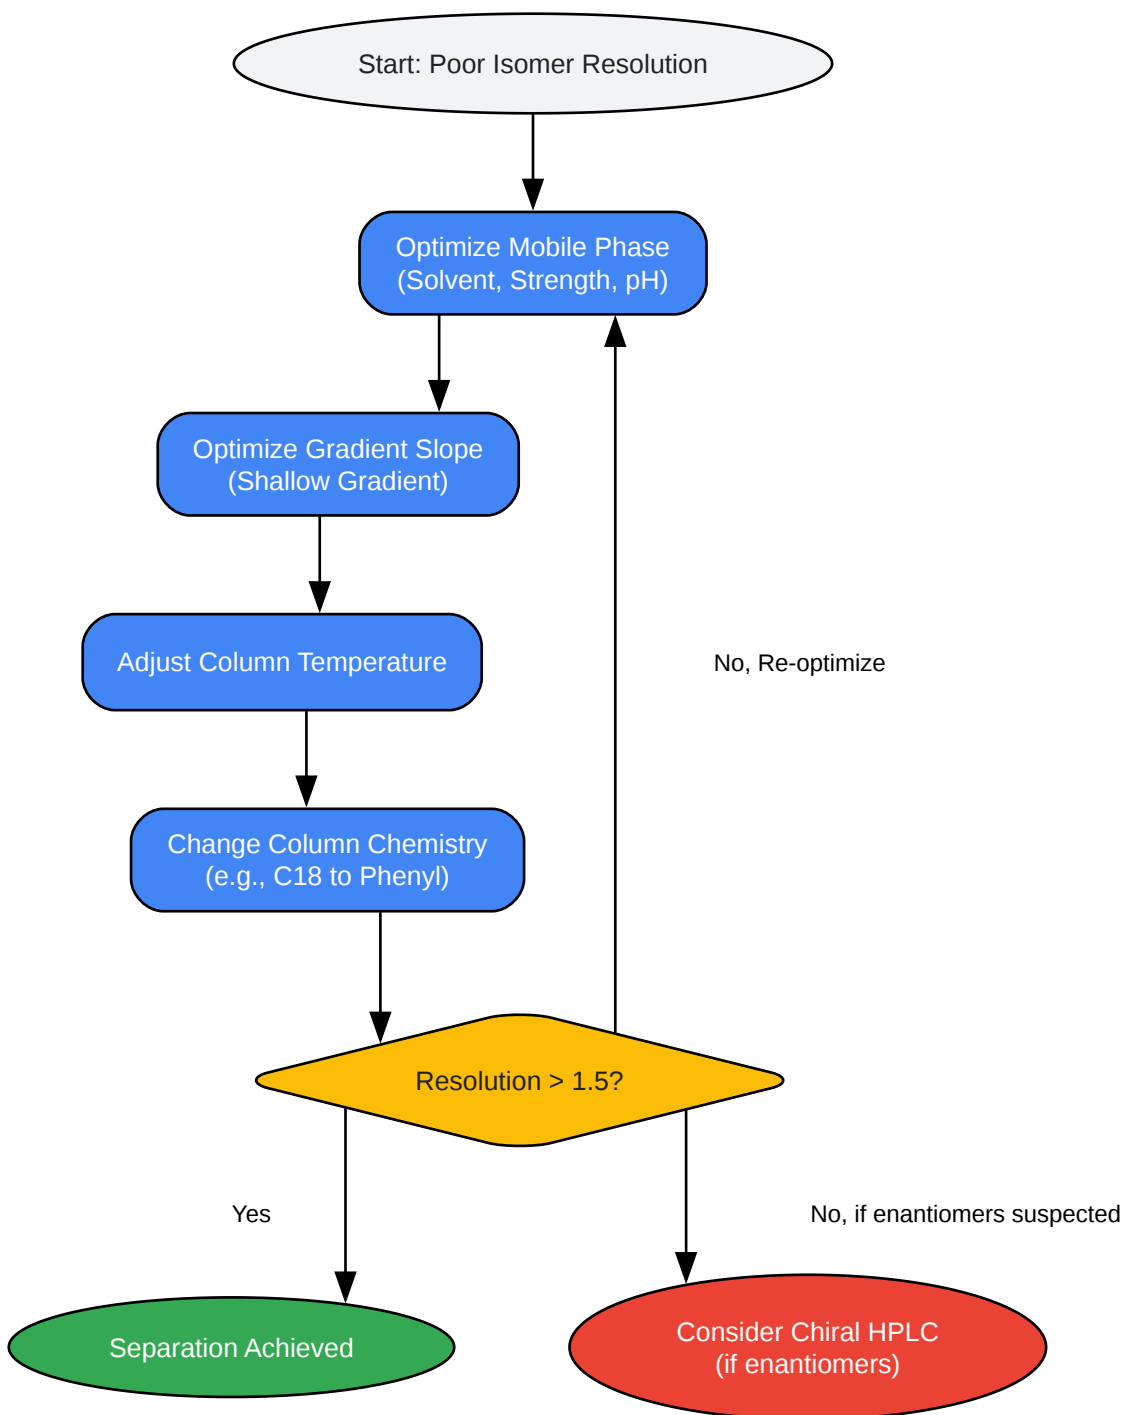 Start: Poor Isomer Resolution
Optimize Mobile Phase
(Solvent, Strength, pH)
Optimize Gradient Slope
(Shallow Gradient)
Adjust Column Temperature
No, Re-optimize
Change Column Chemistry
(e.g., C18 to Phenyl)
Resolution > 1.5?
Yes
No, if enantiomers suspected
Separation Achieved
Consider Chiral HPLC
(if enantiomers)